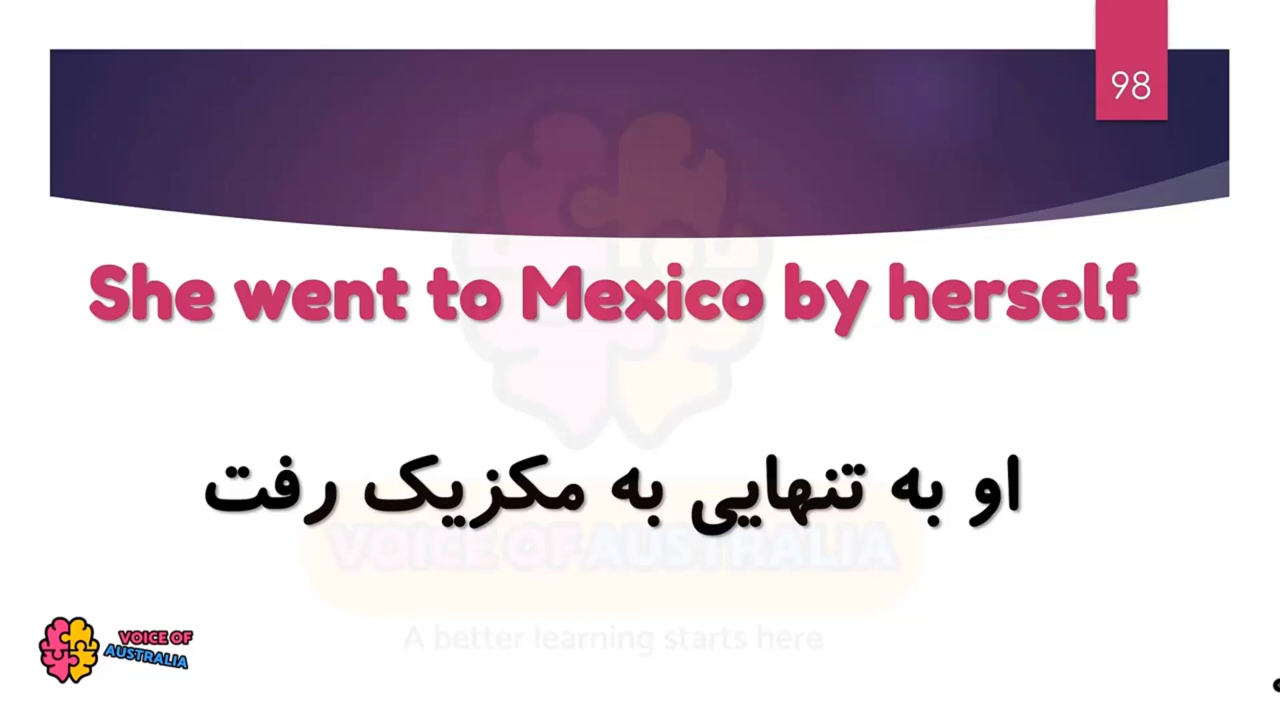 98
She went to Mexico by herself
او به تنهایی به مکزیک رفت
VOICE OF AUSTRALIA
A better learning starts here
VOICE OF
AUSTRALIA